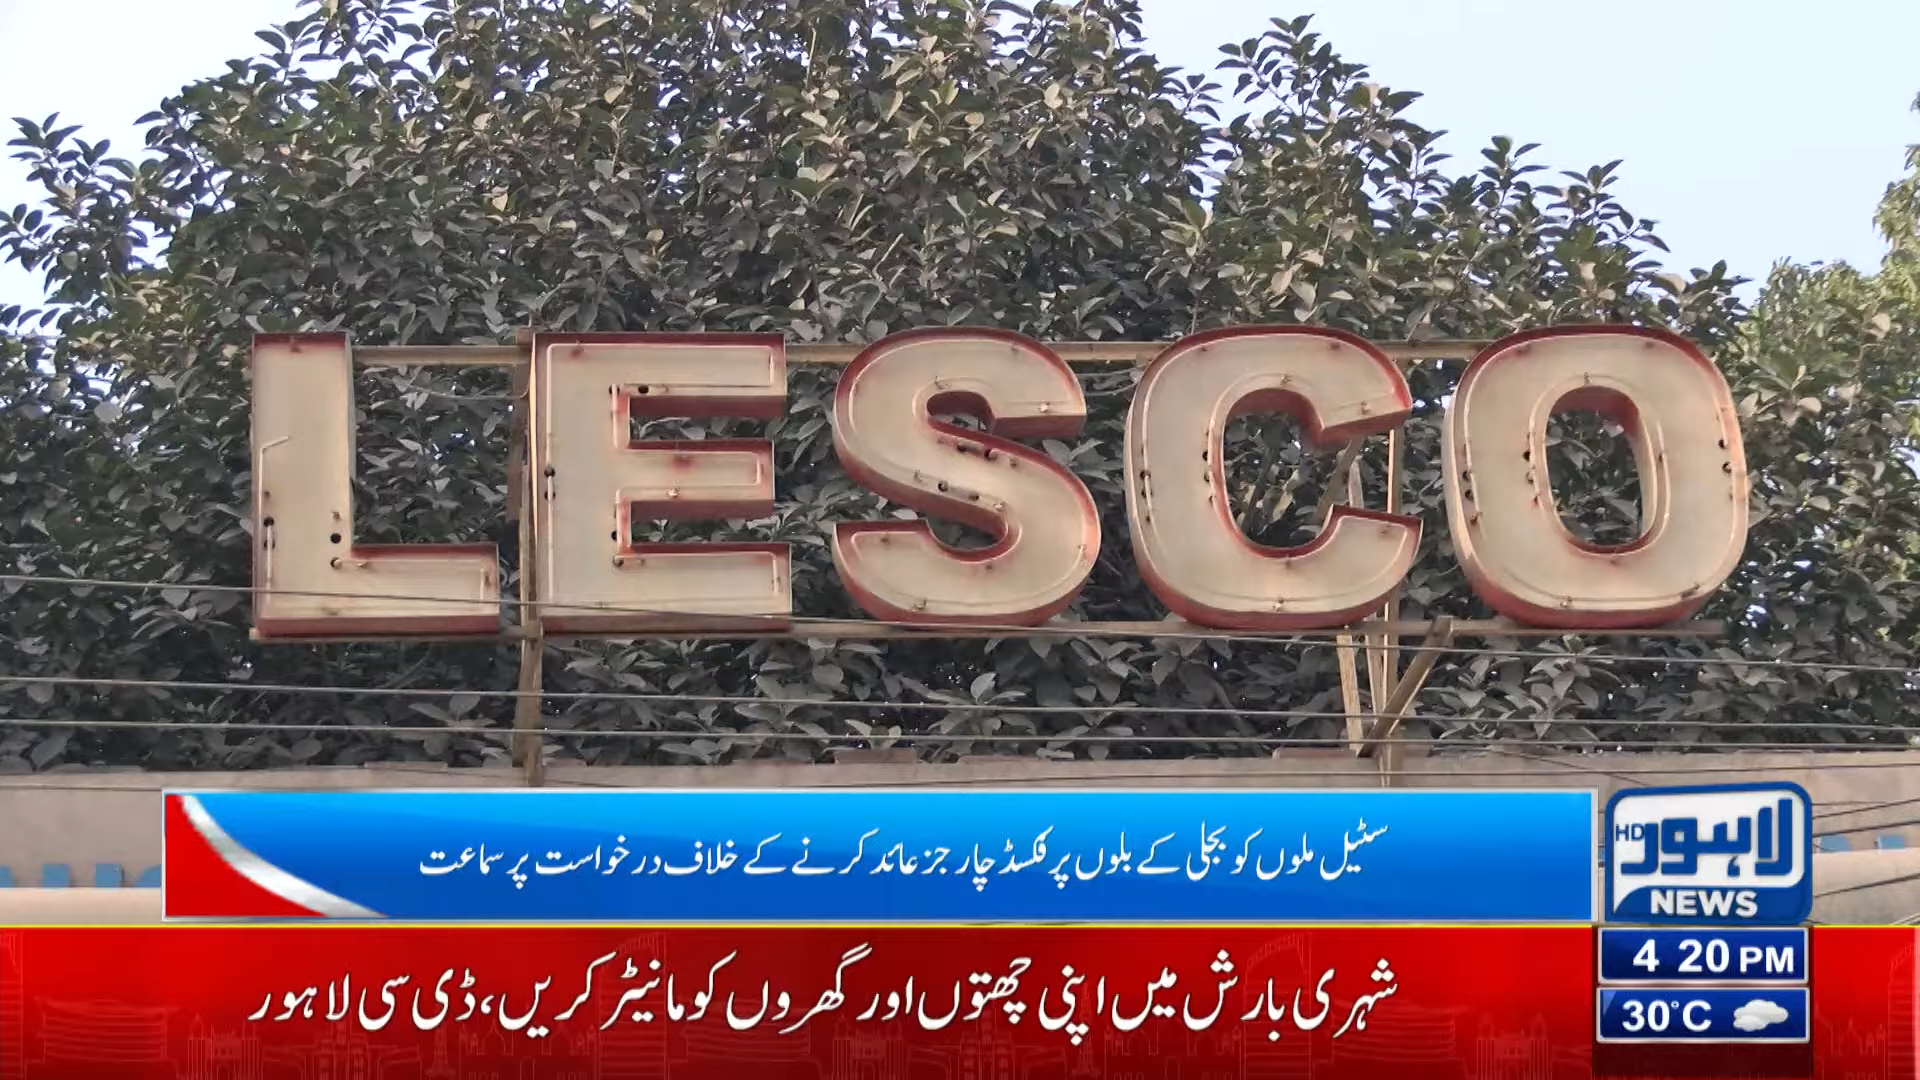 LESCO
سٹیل ملوں کو بجلی کے بلوں پر فکسڈ چارجز عائد کرنے کے خلاف درخواست پر سماعت
لاہور HD
NEWS
شہری بارش میں اپنی چھتوں اور گھروں کو مانیٹر کریں، ڈی سی لاہور
4 20 PM
30°C